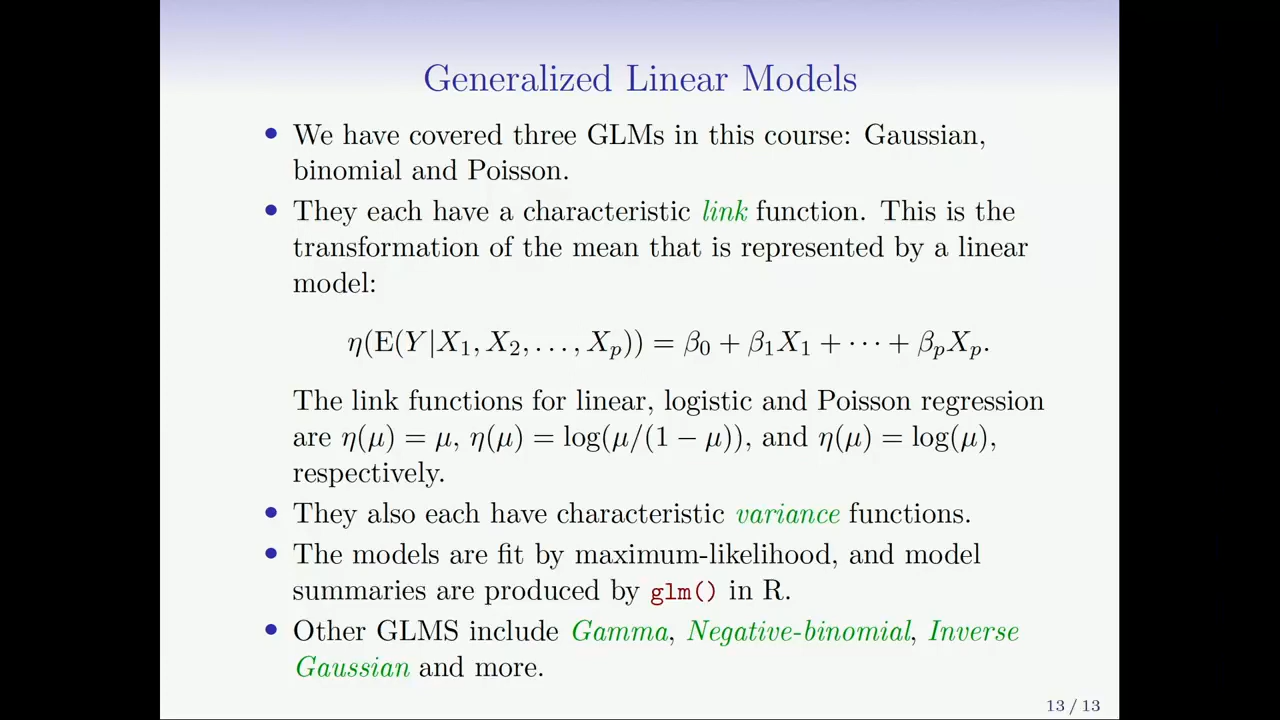 Generalized Linear Models
• We have covered three GLMs in this course: Gaussian,
binomial and Poisson.
• They each have a characteristic link function. This is the
transformation of the mean that is represented by a linear
model:
η(E(Y|X₁, X₂, . . . , Xₚ)) = β₀ + β₁X₁ + · · · + βₚXₚ.
The link functions for linear, logistic and Poisson regression
are η(μ) = μ, η(μ) = log(μ/(1 − μ)), and η(μ) = log(μ),
respectively.
• They also each have characteristic variance functions.
• The models are fit by maximum-likelihood, and model
summaries are produced by glm() in R.
• Other GLMS include Gamma, Negative-binomial, Inverse
Gaussian and more.
13 / 13